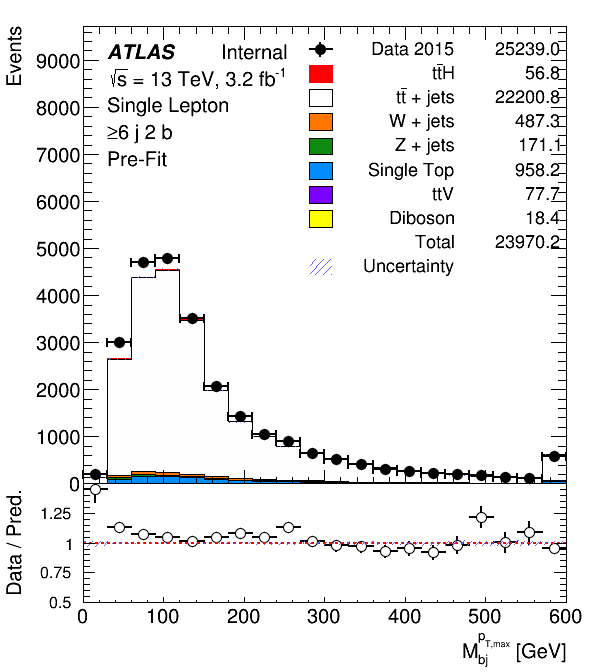 Events
9000
8000
7000
6000
5000
4000
3000
2000
1000
0
ATLAS Internal
√s = 13 TeV, 3.2 fb⁻¹
Single Lepton
≥6 j 2 b
Pre-Fit
Data 2015 25239.0
tt̄H 56.8
tt̄ + jets 22200.8
W + jets 487.3
Z + jets 171.1
Single Top 958.2
ttV 77.7
Diboson 18.4
Total 23970.2
Uncertainty
Data / Pred.
1.25
1
0.75
0.5
0 100 200 300 400 500 600
M_bj^pT,max [GeV]